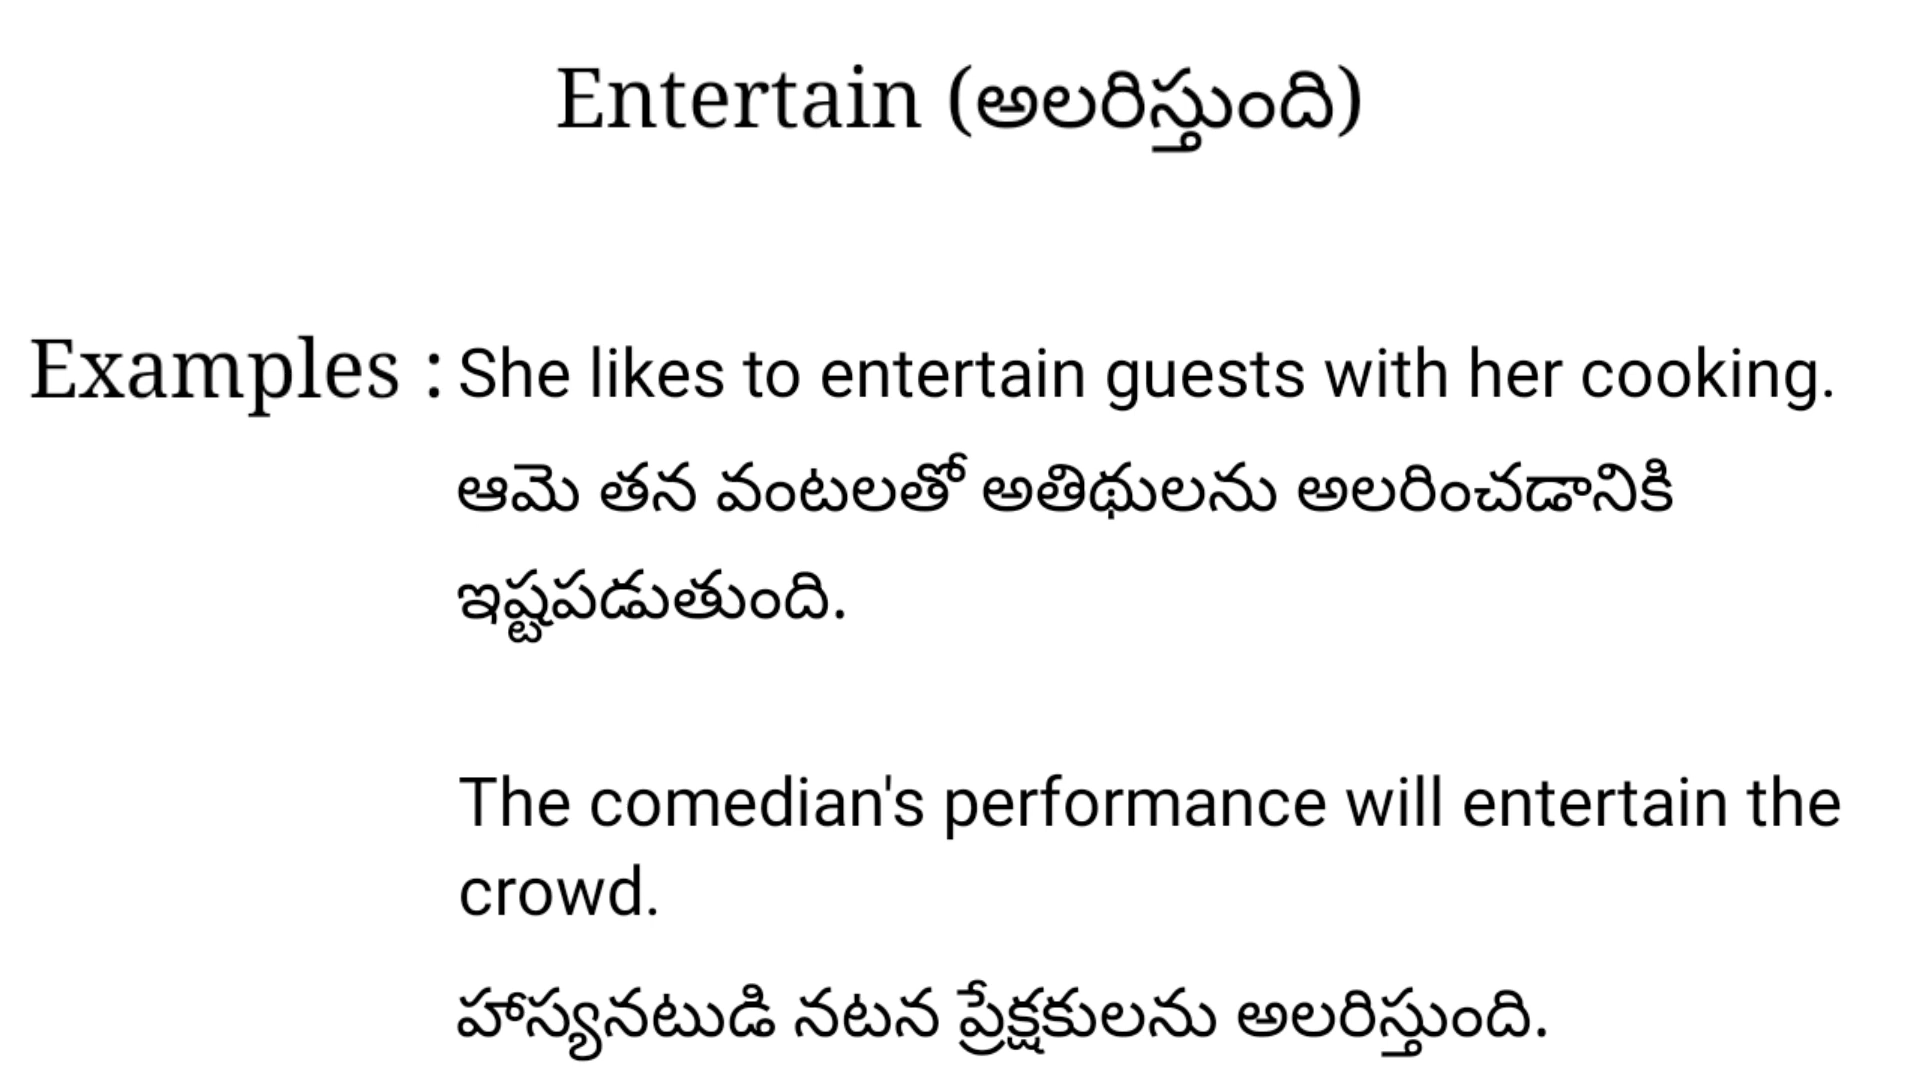 Entertain (అలరిస్తుంది)
Examples : She likes to entertain guests with her cooking.
ఆమె తన వంటలతో అతిథులను అలరించడానికి
ఇష్టపడుతుంది.
The comedian's performance will entertain the
crowd.
హాస్యనటుడి నటన ప్రేక్షకులను అలరిస్తుంది.